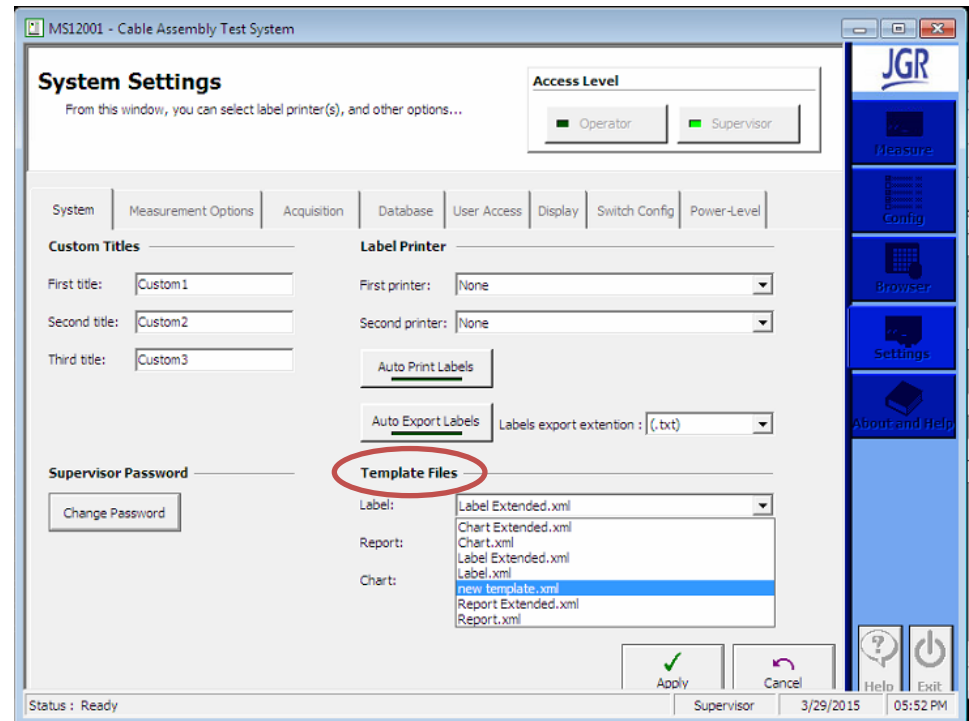 MS12001 - Cable Assembly Test System
System Settings
From this window, you can select label printer(s), and other options...
Access Level
Operator
Supervisor
JGR
Measure
Config
Browser
Settings
About and Help
System
Measurement Options
Acquisition
Database
User Access
Display
Switch Config
Power-Level
Custom Titles
First title:
Custom1
Second title:
Custom2
Third title:
Custom3
Supervisor Password
Change Password
Label Printer
First printer:
None
Second printer:
None
Auto Print Labels
Auto Export Labels
Labels export extention :
(.txt)
Template Files
Label:
Label Extended.xml
Report:
Chart:
Chart Extended.xml
Chart.xml
Label Extended.xml
Label.xml
new template.xml
Report Extended.xml
Report.xml
Apply
Cancel
Help
Exit
Status : Ready
Supervisor
3/29/2015
05:52 PM